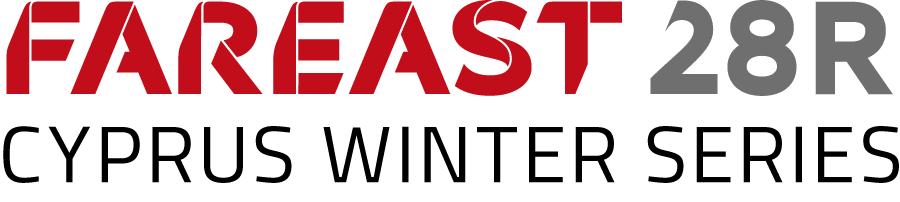 FAREAST 28R
CYPRUS WINTER SERIES